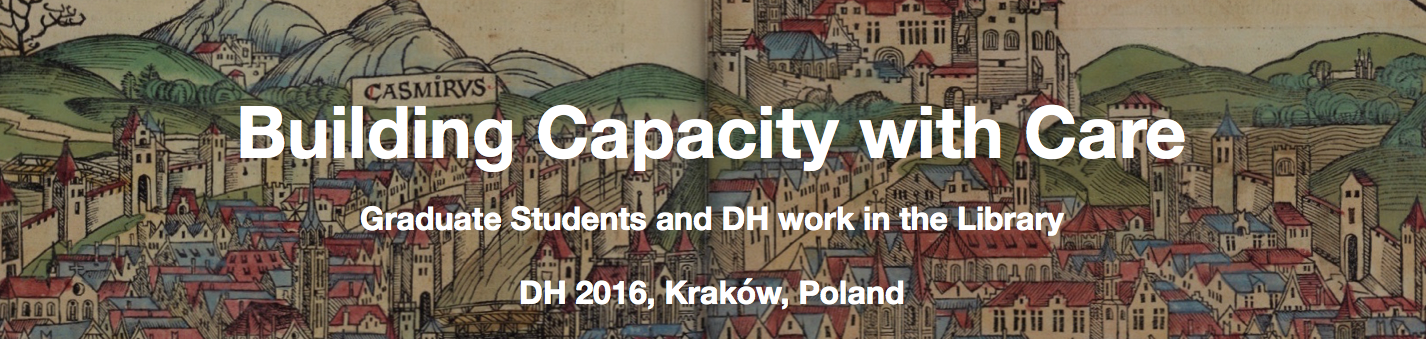 CASMIRVS
Building Capacity with Care
Graduate Students and DH work in the Library
DH 2016, Kraków, Poland